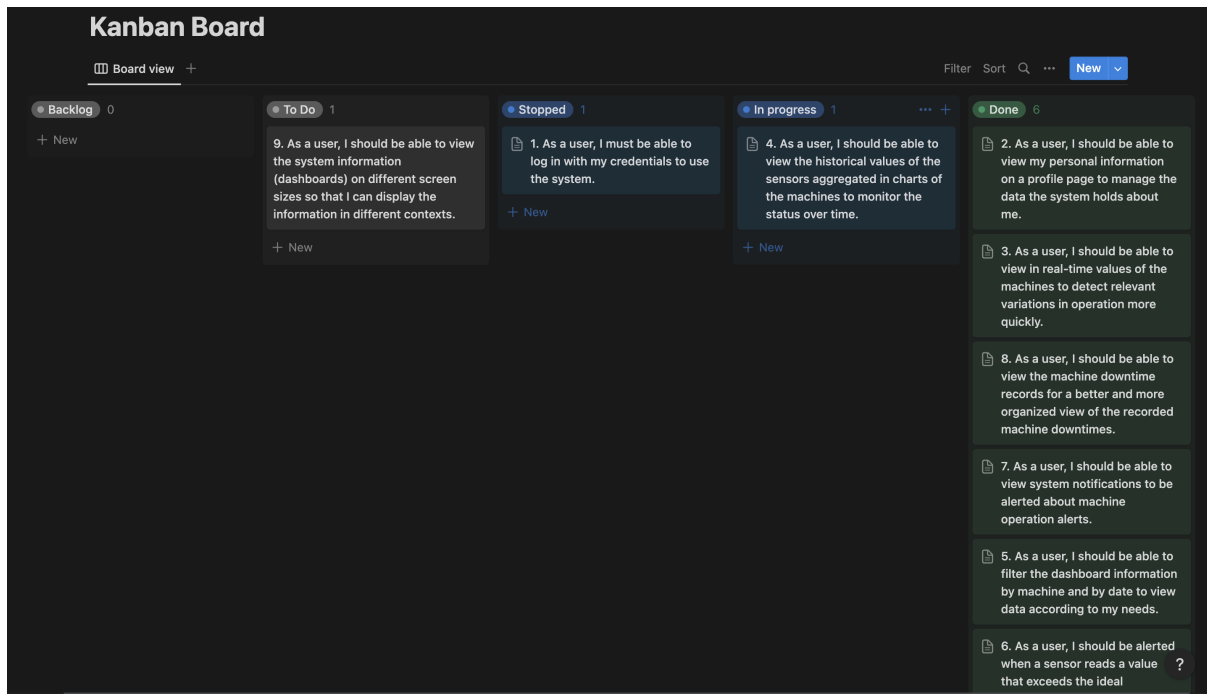 Kanban Board
Board view
Filter Sort New
Backlog 0
New
To Do 1
9. As a user, I should be able to view
the system information
(dashboards) on different screen
sizes so that I can display the
information in different contexts.
New
Stopped 1
1. As a user, I must be able to
log in with my credentials to use
the system.
New
In progress 1
4. As a user, I should be able to
view the historical values of the
sensors aggregated in charts of
the machines to monitor the
status over time.
New
Done 6
2. As a user, I should be able to
view my personal information
on a profile page to manage the
data the system holds about
me.
3. As a user, I should be able to
view in real-time values of the
machines to detect relevant
variations in operation more
quickly.
8. As a user, I should be able to
view the machine downtime
records for a better and more
organized view of the recorded
machine downtimes.
7. As a user, I should be able to
view system notifications to be
alerted about machine
operation alerts.
5. As a user, I should be able to
filter the dashboard information
by machine and by date to view
data according to my needs.
6. As a user, I should be alerted
when a sensor reads a value
that exceeds the ideal
?